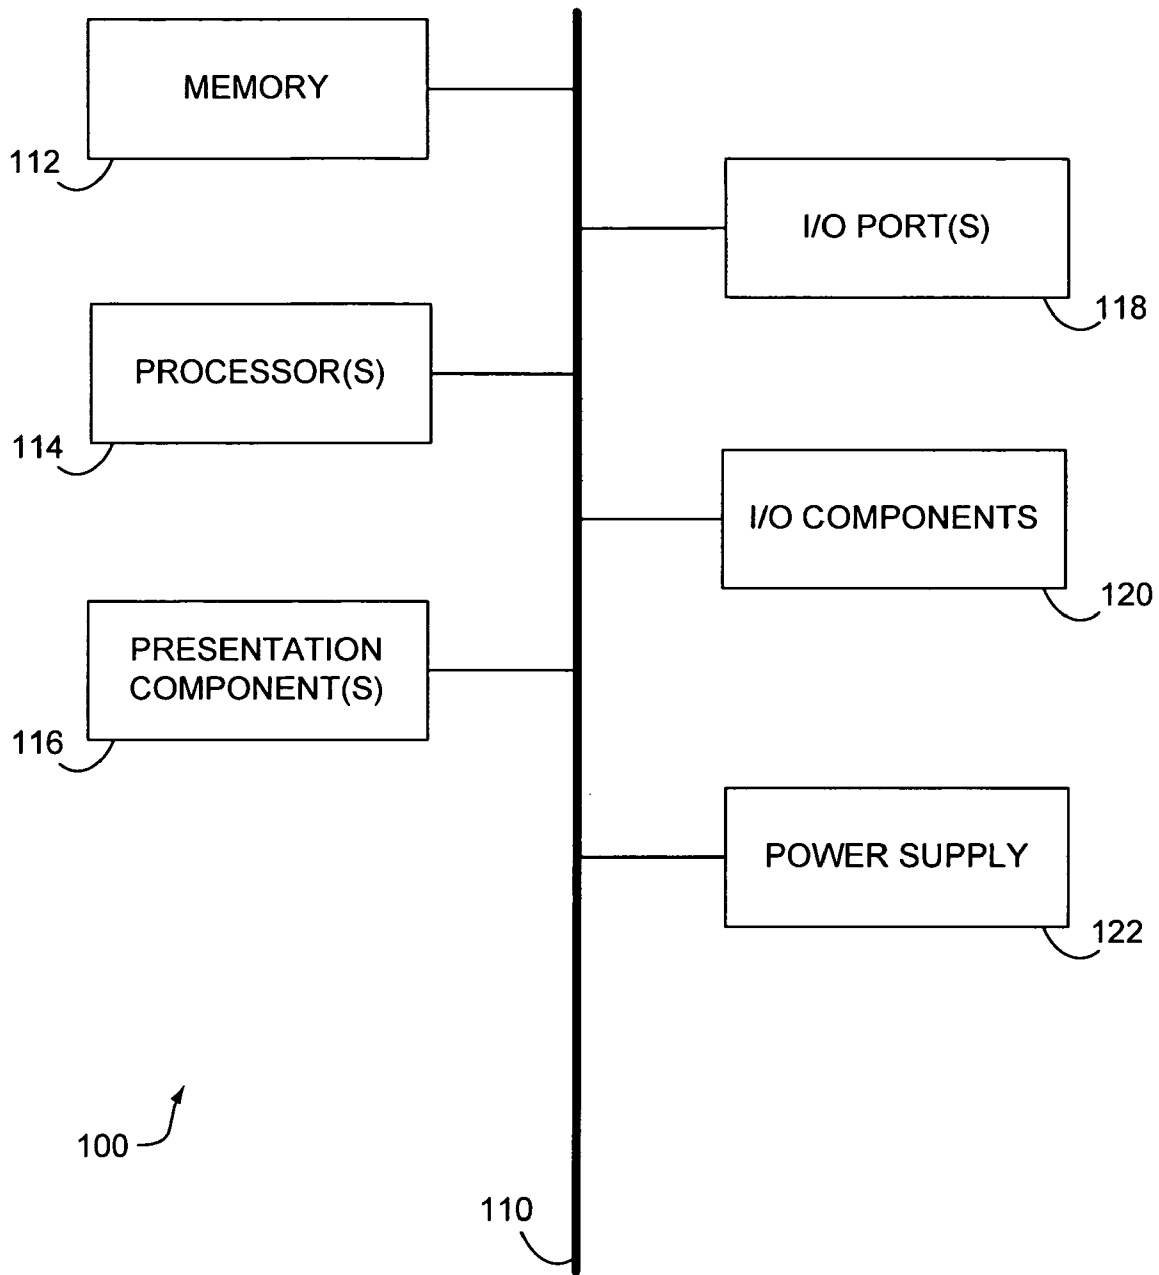 MEMORY
112
I/O PORT(S)
118
PROCESSOR(S)
114
I/O COMPONENTS
120
PRESENTATION
COMPONENT(S)
116
POWER SUPPLY
122
100
110